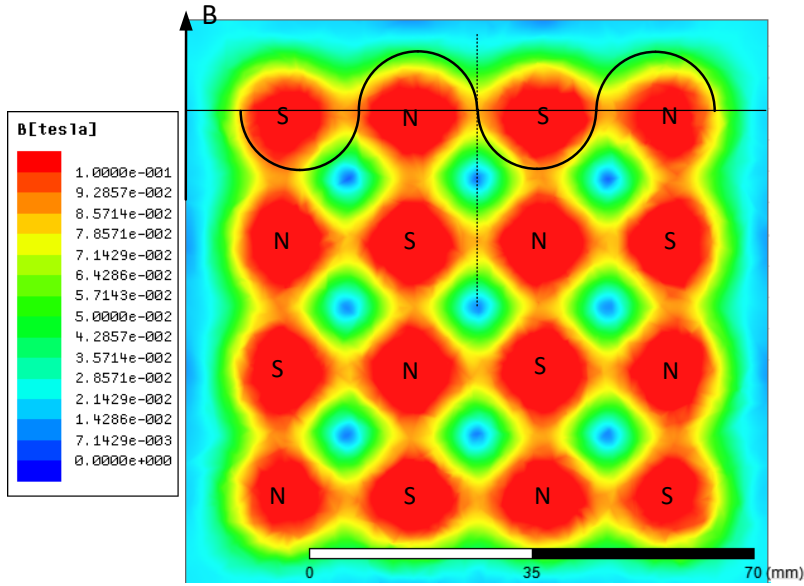 B
B[tesla]
1.0000e-001
9.2857e-002
8.5714e-002
7.8571e-002
7.1429e-002
6.4286e-002
5.7143e-002
5.0000e-002
4.2857e-002
3.5714e-002
2.8571e-002
2.1429e-002
1.4286e-002
7.1429e-003
0.0000e+000
S N S N
N S N S
S N S N
N S N S
0 35 70 (mm)